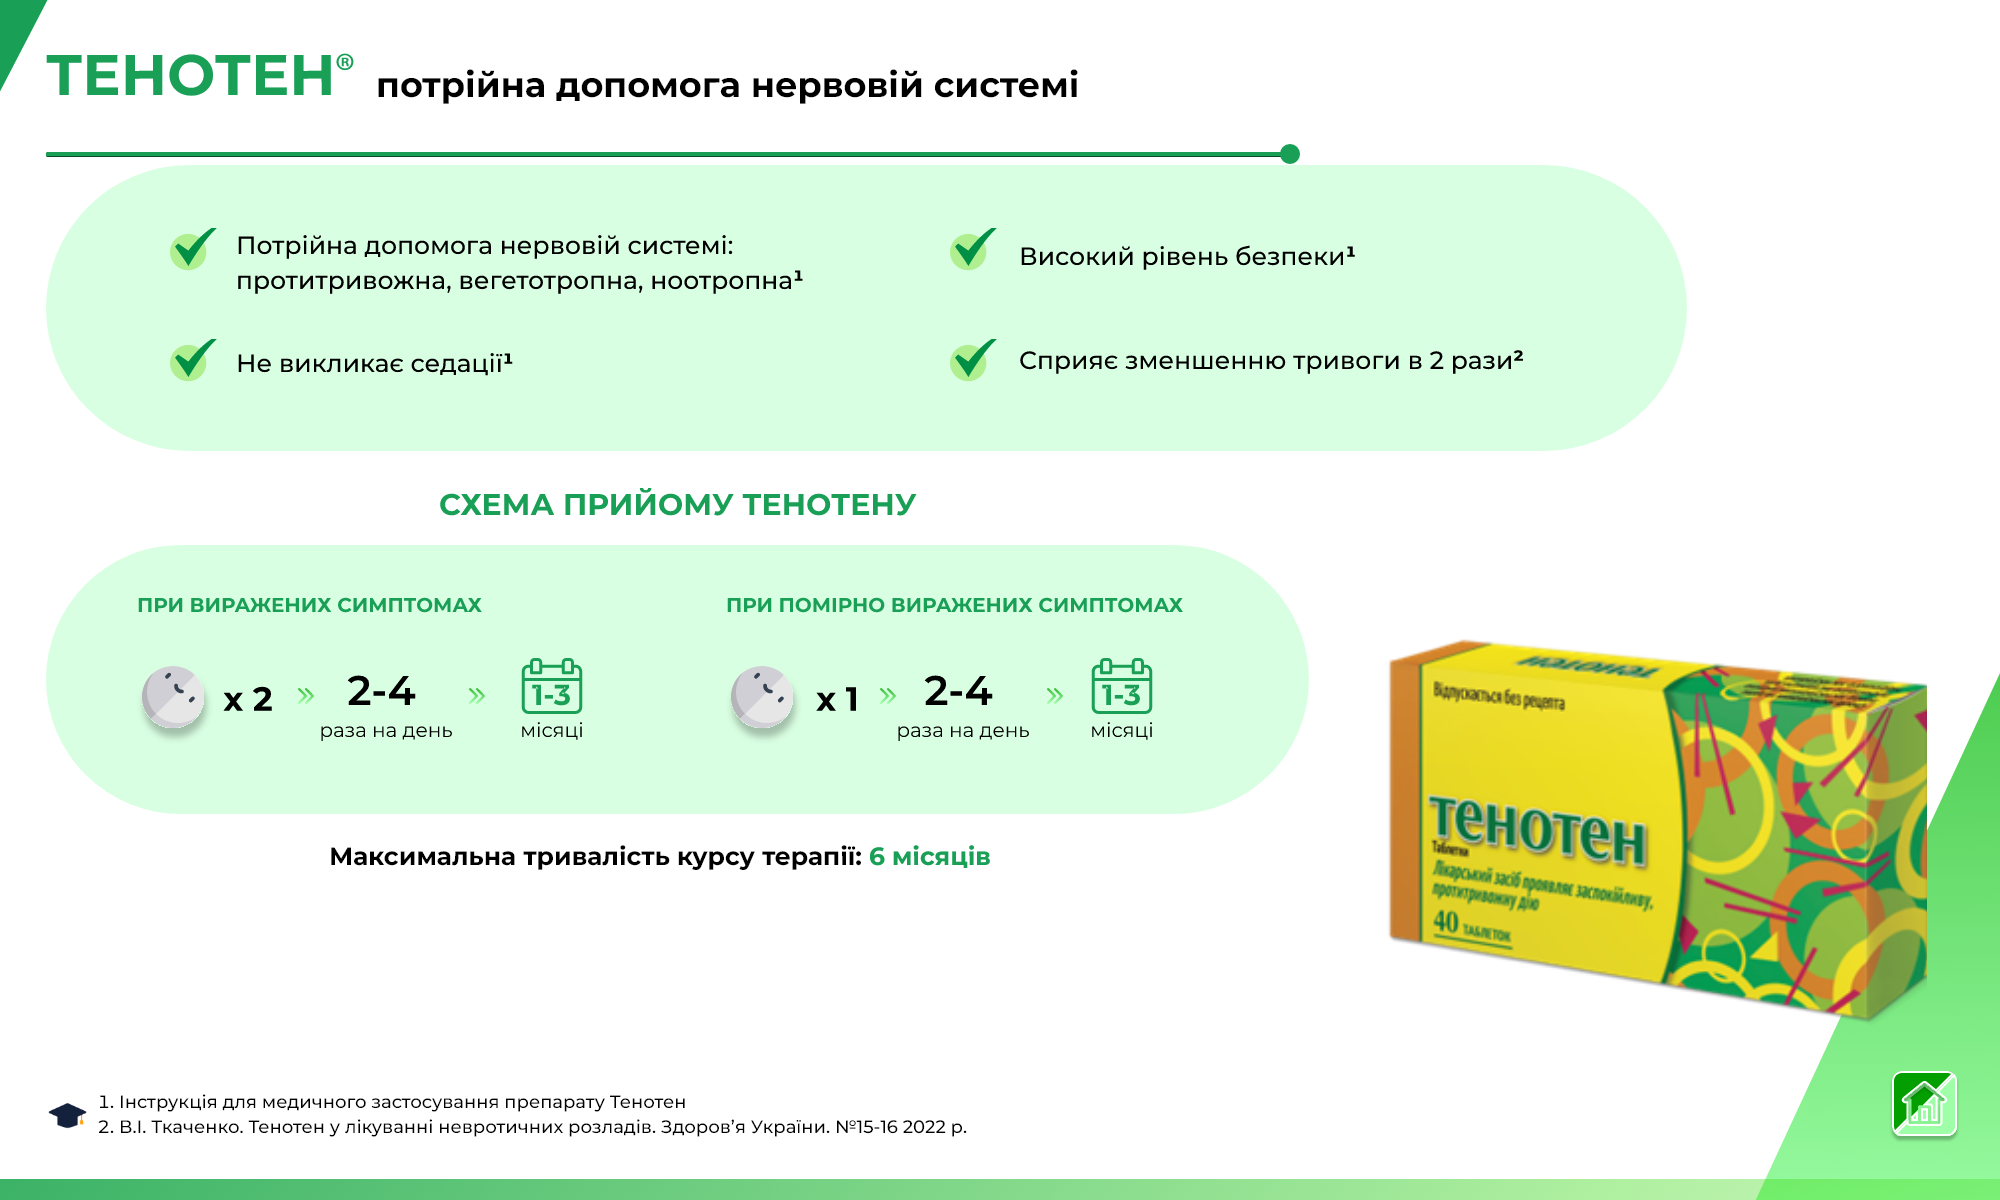 ТЕНОТЕН® потрійна допомога нервовій системі
Потрійна допомога нервовій системі:
протитривожна, вегетотропна, ноотропна¹
Високий рівень безпеки¹
Не викликає седації¹
Сприяє зменшенню тривоги в 2 рази²
СХЕМА ПРИЙОМУ ТЕНОТЕНУ
ПРИ ВИРАЖЕНИХ СИМПТОМАХ
x 2 » 2-4 » 1-3
раза на день місяці
ПРИ ПОМІРНО ВИРАЖЕНИХ СИМПТОМАХ
x 1 » 2-4 » 1-3
раза на день місяці
Максимальна тривалість курсу терапії: 6 місяців
тенотен
Відпускається без рецепта
тенотен
Таблетки
Лікарський засіб проявляє заспокійливу,
протитривожну дію
40 ТАБЛЕТОК
1. Інструкція для медичного застосування препарату Тенотен
2. В.І. Ткаченко. Тенотен у лікуванні невротичних розладів. Здоров’я України. №15-16 2022 р.